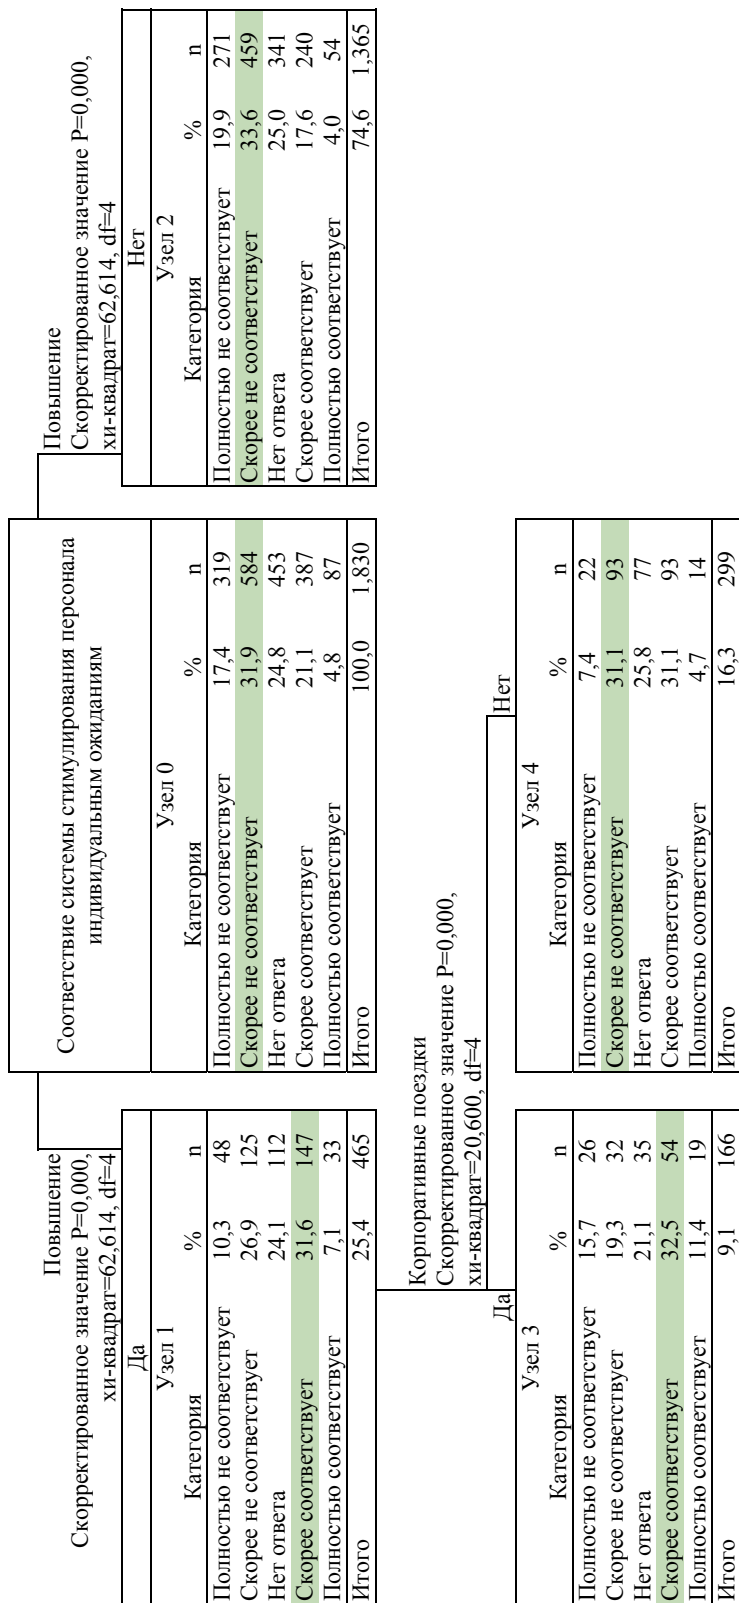 Соответствие системы стимулирования персонала
индивидуальным ожиданиям
Узел 0
Категория % n
Полностью не соответствует 17,4 319
Скорее не соответствует 31,9 584
Нет ответа 24,8 453
Скорее соответствует 21,1 387
Полностью соответствует 4,8 87
Итого 100,0 1,830
Повышение
Скорректированное значение P=0,000,
хи-квадрат=62,614, df=4
Да
Узел 1
Категория % n
Полностью не соответствует 10,3 48
Скорее не соответствует 26,9 125
Нет ответа 24,1 112
Скорее соответствует 31,6 147
Полностью соответствует 7,1 33
Итого 25,4 465
Повышение
Скорректированное значение P=0,000,
хи-квадрат=62,614, df=4
Нет
Узел 2
Категория % n
Полностью не соответствует 19,9 271
Скорее не соответствует 33,6 459
Нет ответа 25,0 341
Скорее соответствует 17,6 240
Полностью соответствует 4,0 54
Итого 74,6 1,365
Корпоративные поездки
Скорректированное значение P=0,000,
хи-квадрат=20,600, df=4
Да
Узел 3
Категория % n
Полностью не соответствует 15,7 26
Скорее не соответствует 19,3 32
Нет ответа 21,1 35
Скорее соответствует 32,5 54
Полностью соответствует 11,4 19
Итого 9,1 166
Нет
Узел 4
Категория % n
Полностью не соответствует 7,4 22
Скорее не соответствует 31,1 93
Нет ответа 25,8 77
Скорее соответствует 31,1 93
Полностью соответствует 4,7 14
Итого 16,3 299